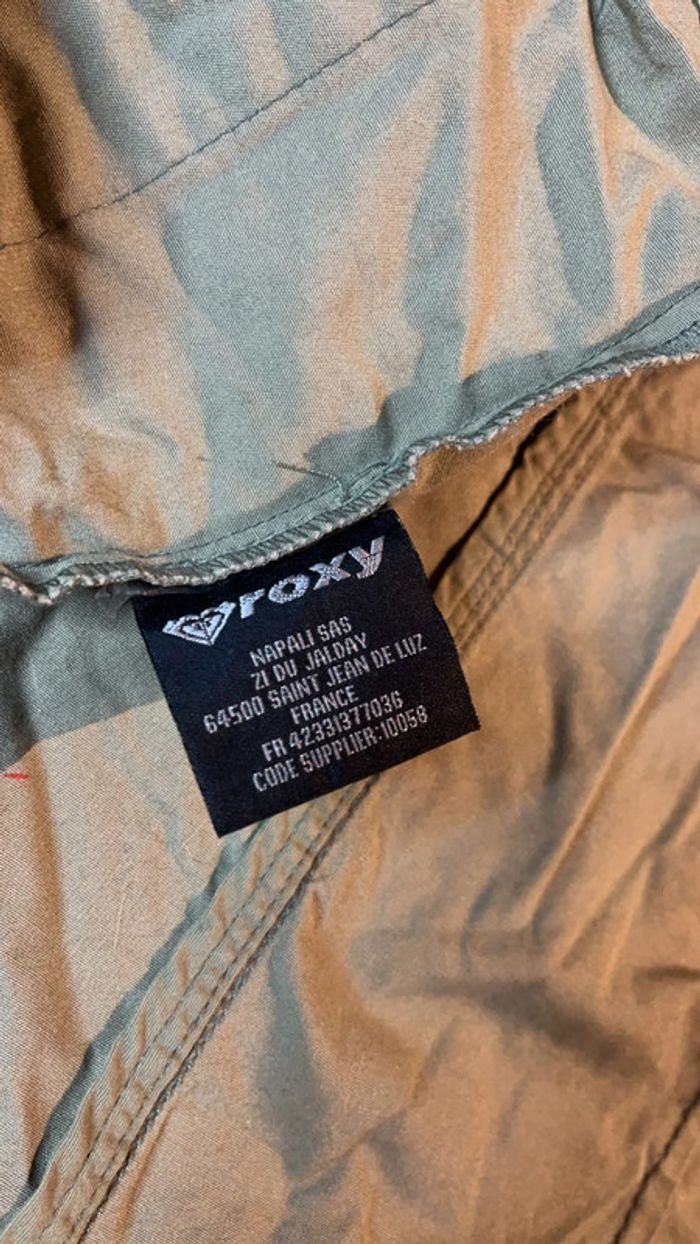 roxy
NAPALI SAS
ZI DU JALDAY
64500 SAINT JEAN DE LUZ
FRANCE
FR 42331377036
CODE SUPPLIER:10058